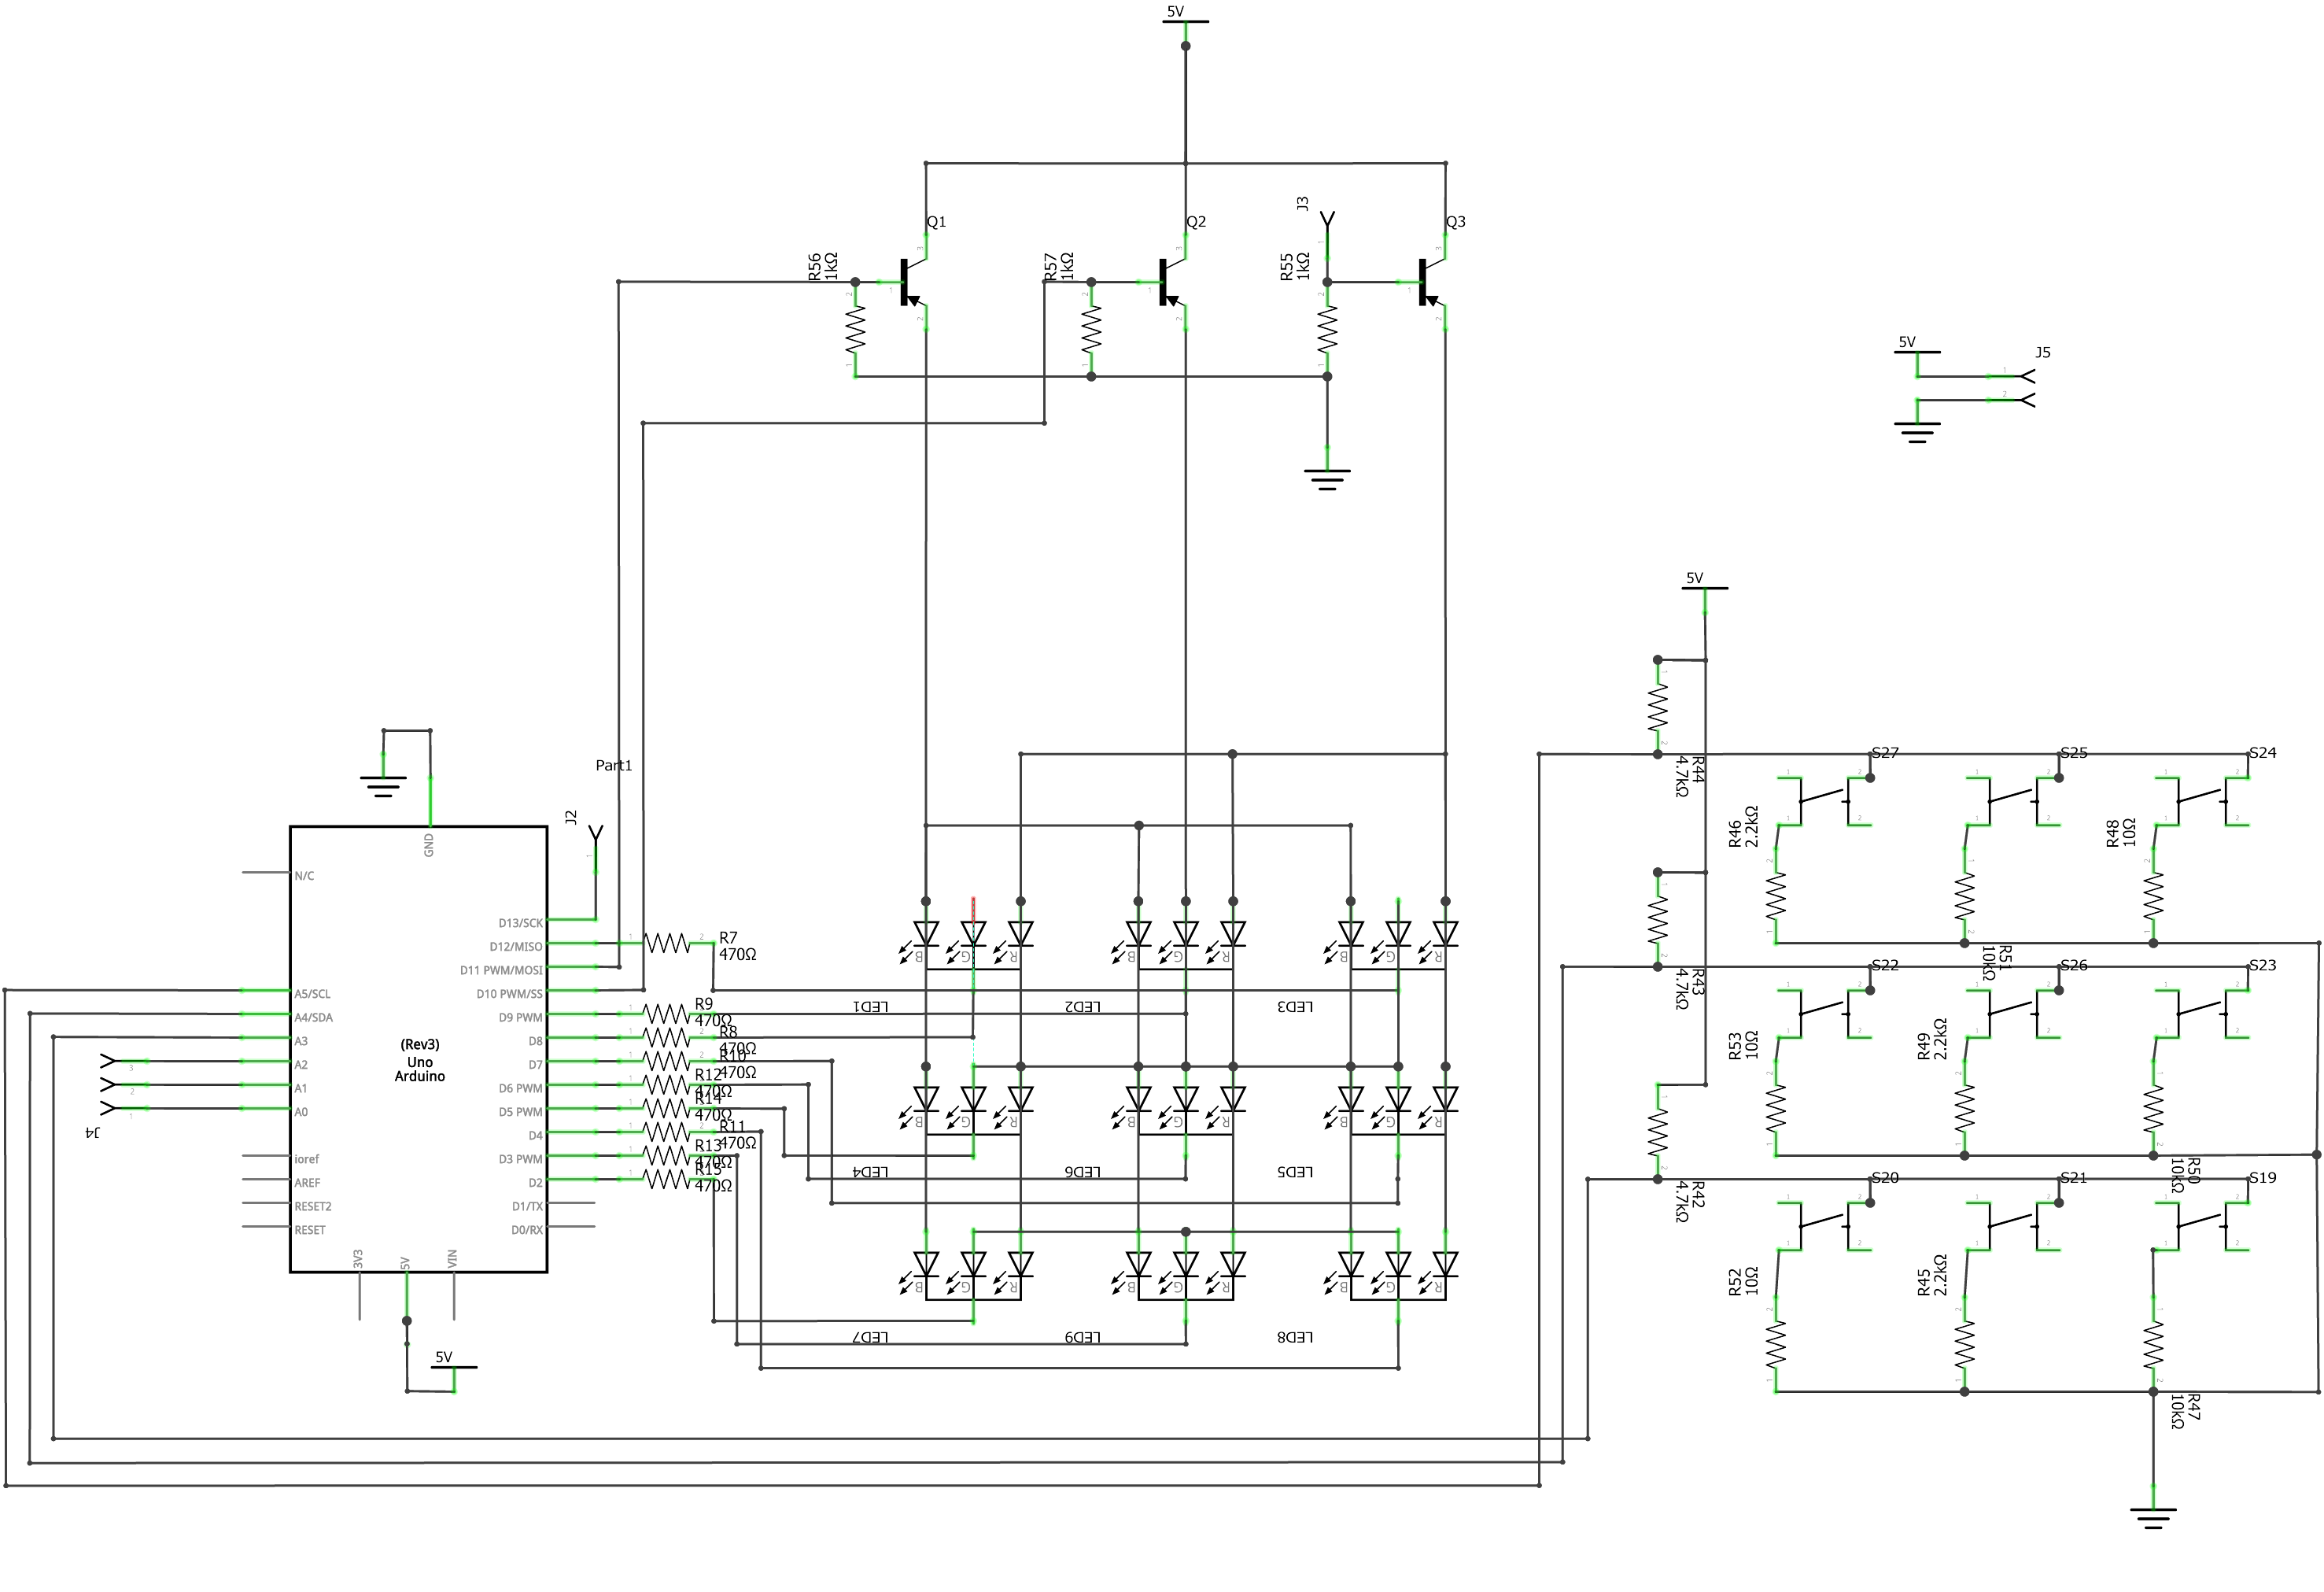 5V
Q1
Q2
J3
Q3
R56
1kΩ
R57
1kΩ
R55
1kΩ
5V
J5
5V
R44
4.7kΩ
S27
S25
S24
Part1
J2
R46
2.2kΩ
R48
10Ω
GND
N/C
D13/SCK
D12/MISO
D11 PWM/MOSI
D10 PWM/SS
D9 PWM
D8
D7
D6 PWM
D5 PWM
D4
D3 PWM
D2
D1/TX
D0/RX
A5/SCL
A4/SDA
A3
A2
A1
A0
ioref
AREF
RESET2
RESET
(Rev3)
Uno
Arduino
3V3
5V
VIN
5V
J4
R7
470Ω
R9
470Ω
R8
470Ω
R10
R12
470Ω
R14
470Ω
R11
470Ω
R13
470Ω
R15
470Ω
B
G
R
B
G
R
B
G
R
LED1
LED2
LED3
B
G
R
B
G
R
B
G
R
LED4
LED6
LED5
B
G
R
B
G
R
B
G
R
LED7
LED9
LED8
R43
4.7kΩ
S22
R51
10kΩ
S26
S23
R53
10Ω
R49
2.2kΩ
R42
4.7kΩ
S20
S21
R50
10kΩ
S19
R52
10Ω
R45
2.2kΩ
R47
10kΩ